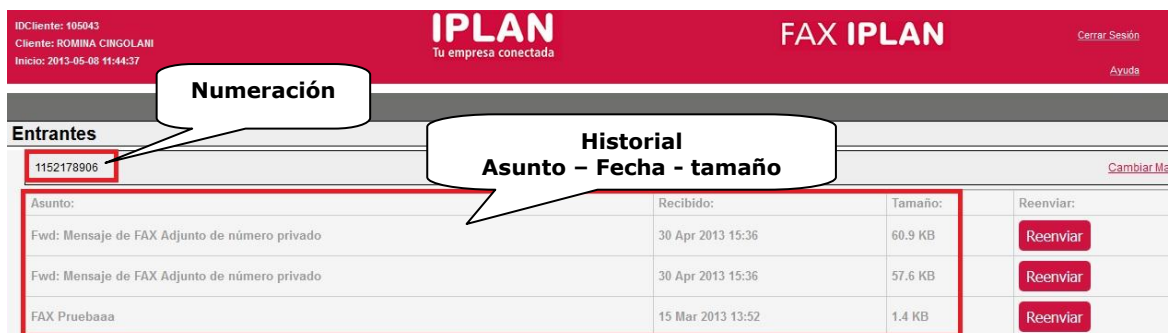 IDCliente: 105043
Cliente: ROMINA CINGOLANI
Inicio: 2013-05-08 11:44:37
IPLAN
Tu empresa conectada
FAX IPLAN
Cerrar Sesión
Ayuda
Numeración
Entrantes
Historial
Asunto – Fecha - tamaño
1152178906
Cambiar Ma
Asunto: Recibido: Tamaño: Reenviar:
Fwd: Mensaje de FAX Adjunto de número privado 30 Apr 2013 15:36 60.9 KB Reenviar
Fwd: Mensaje de FAX Adjunto de número privado 30 Apr 2013 15:36 57.6 KB Reenviar
FAX Pruebaaa 15 Mar 2013 13:52 1.4 KB Reenviar